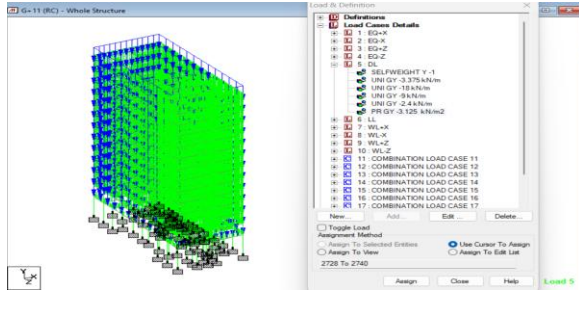 G+ 11 (RC) - Whole Structure
Load & Definition
Definitions
Load Cases Details
1 : EQ+X
2 : EQ-X
3 : EQ+Z
4 : EQ-Z
5 : DL
SELFWEIGHT Y -1
UNI GY -3.375 kN/m
UNI GY -18 kN/m
UNI GY -9 kN/m
UNI GY -2.4 kN/m
PR GY -3.125 kN/m2
6 : LL
7 : WL+X
8 : WL-X
9 : WL+Z
10 : WL-Z
11 : COMBINATION LOAD CASE 11
12 : COMBINATION LOAD CASE 12
13 : COMBINATION LOAD CASE 13
14 : COMBINATION LOAD CASE 14
15 : COMBINATION LOAD CASE 15
16 : COMBINATION LOAD CASE 16
17 : COMBINATION LOAD CASE 17
New... Add... Edit ... Delete...
Toggle Load
Assignment Method
Assign To Selected Entities Use Cursor To Assign
Assign To View Assign To Edit List
2728 To 2740
Assign Close Help
Load 5
Y
X
Z